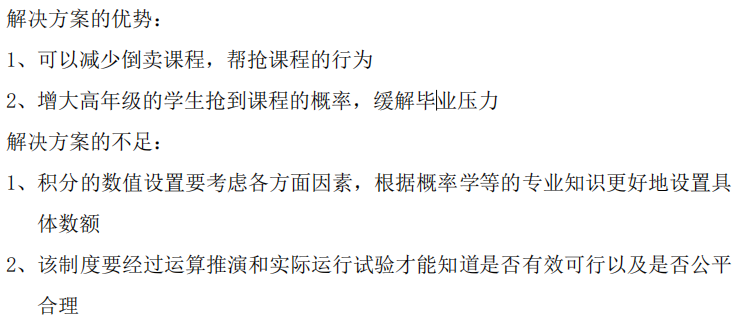 解决方案的优势：
1、可以减少倒卖课程，帮抢课程的行为
2、增大高年级的学生抢到课程的概率，缓解毕业压力
解决方案的不足：
1、积分的数值设置要考虑各方面因素，根据概率学等的专业知识更好地设置具
体数额
2、该制度要经过运算推演和实际运行试验才能知道是否有效可行以及是否公平
合理